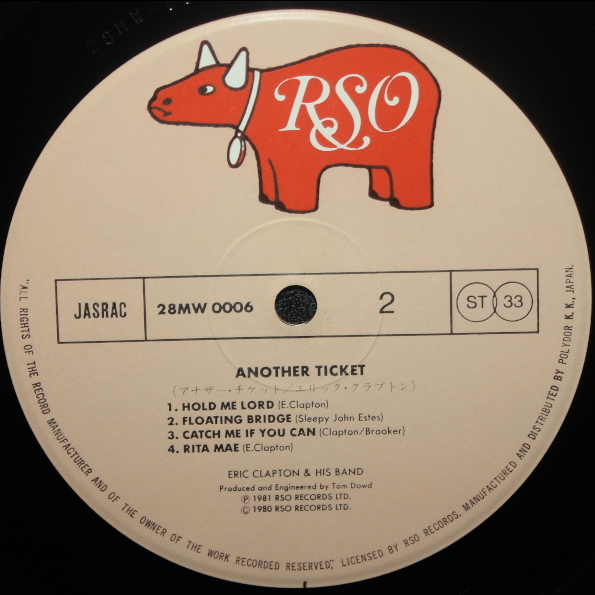 RSO
JASRAC
28MW 0006
2
ST 33
ANOTHER TICKET
(アナザー・チケット/エリック・クラプトン)
1. HOLD ME LORD (E.Clapton)
2. FLOATING BRIDGE (Sleepy John Estes)
3. CATCH ME IF YOU CAN (Clapton/Brooker)
4. RITA MAE (E.Clapton)
ERIC CLAPTON & HIS BAND
Produced and Engineered by Tom Dowd
Ⓟ 1981 RSO RECORDS LTD.
© 1980 RSO RECORDS LTD.
"ALL RIGHTS OF THE RECORD MANUFACTURER AND OF THE OWNER OF THE WORK RECORDED RESERVED", LICENSED BY RSO RECORDS. MANUFACTURED AND DISTRIBUTED BY POLYDOR K. K., JAPAN.